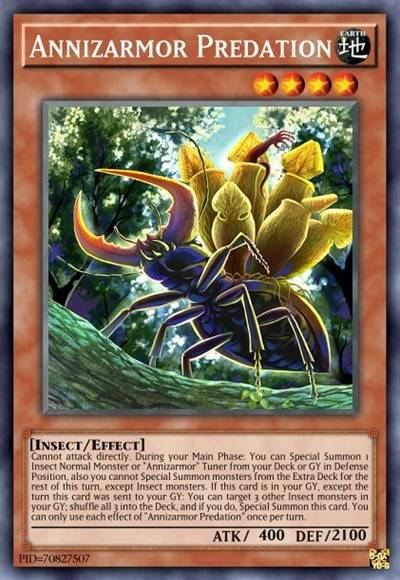 ANNIZARMOR PREDATION
EARTH
地
[INSECT/EFFECT]
Cannot attack directly. During your Main Phase: You can Special Summon 1
Insect Normal Monster or "Annizarmor" Tuner from your Deck or GY in Defense
Position, also you cannot Special Summon monsters from the Extra Deck for the
rest of this turn, except Insect monsters. If this card is in your GY, except the
turn this card was sent to your GY: You can target 3 other Insect monsters in
your GY; shuffle all 3 into the Deck, and if you do, Special Summon this card. You
can only use each effect of "Annizarmor Predation" once per turn.
ATK/ 400 DEF/2100
PID=70827507